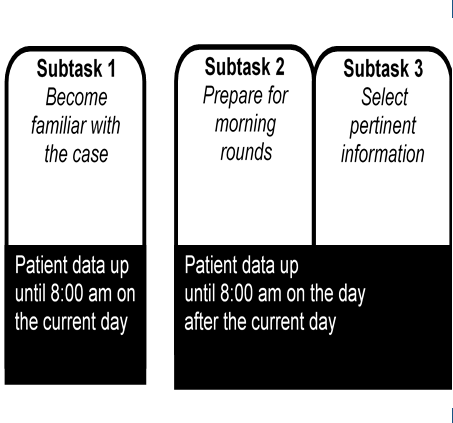 Subtask 1
Become
familiar with
the case
Patient data up
until 8:00 am on
the current day
Subtask 2
Prepare for
morning
rounds
Subtask 3
Select
pertinent
information
Patient data up
until 8:00 am on the day
after the current day